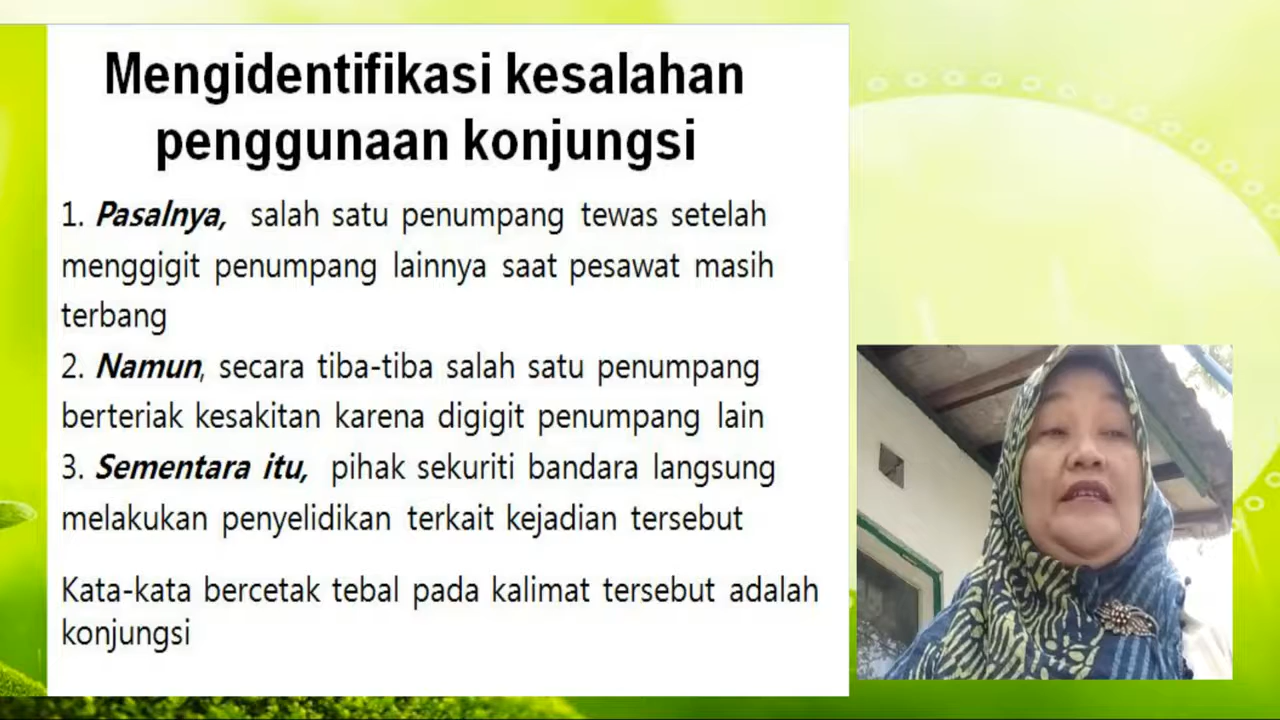 Mengidentifikasi kesalahan
penggunaan konjungsi
1. Pasalnya, salah satu penumpang tewas setelah
menggigit penumpang lainnya saat pesawat masih
terbang
2. Namun, secara tiba-tiba salah satu penumpang
berteriak kesakitan karena digigit penumpang lain
3. Sementara itu, pihak sekuriti bandara langsung
melakukan penyelidikan terkait kejadian tersebut
Kata-kata bercetak tebal pada kalimat tersebut adalah
konjungsi